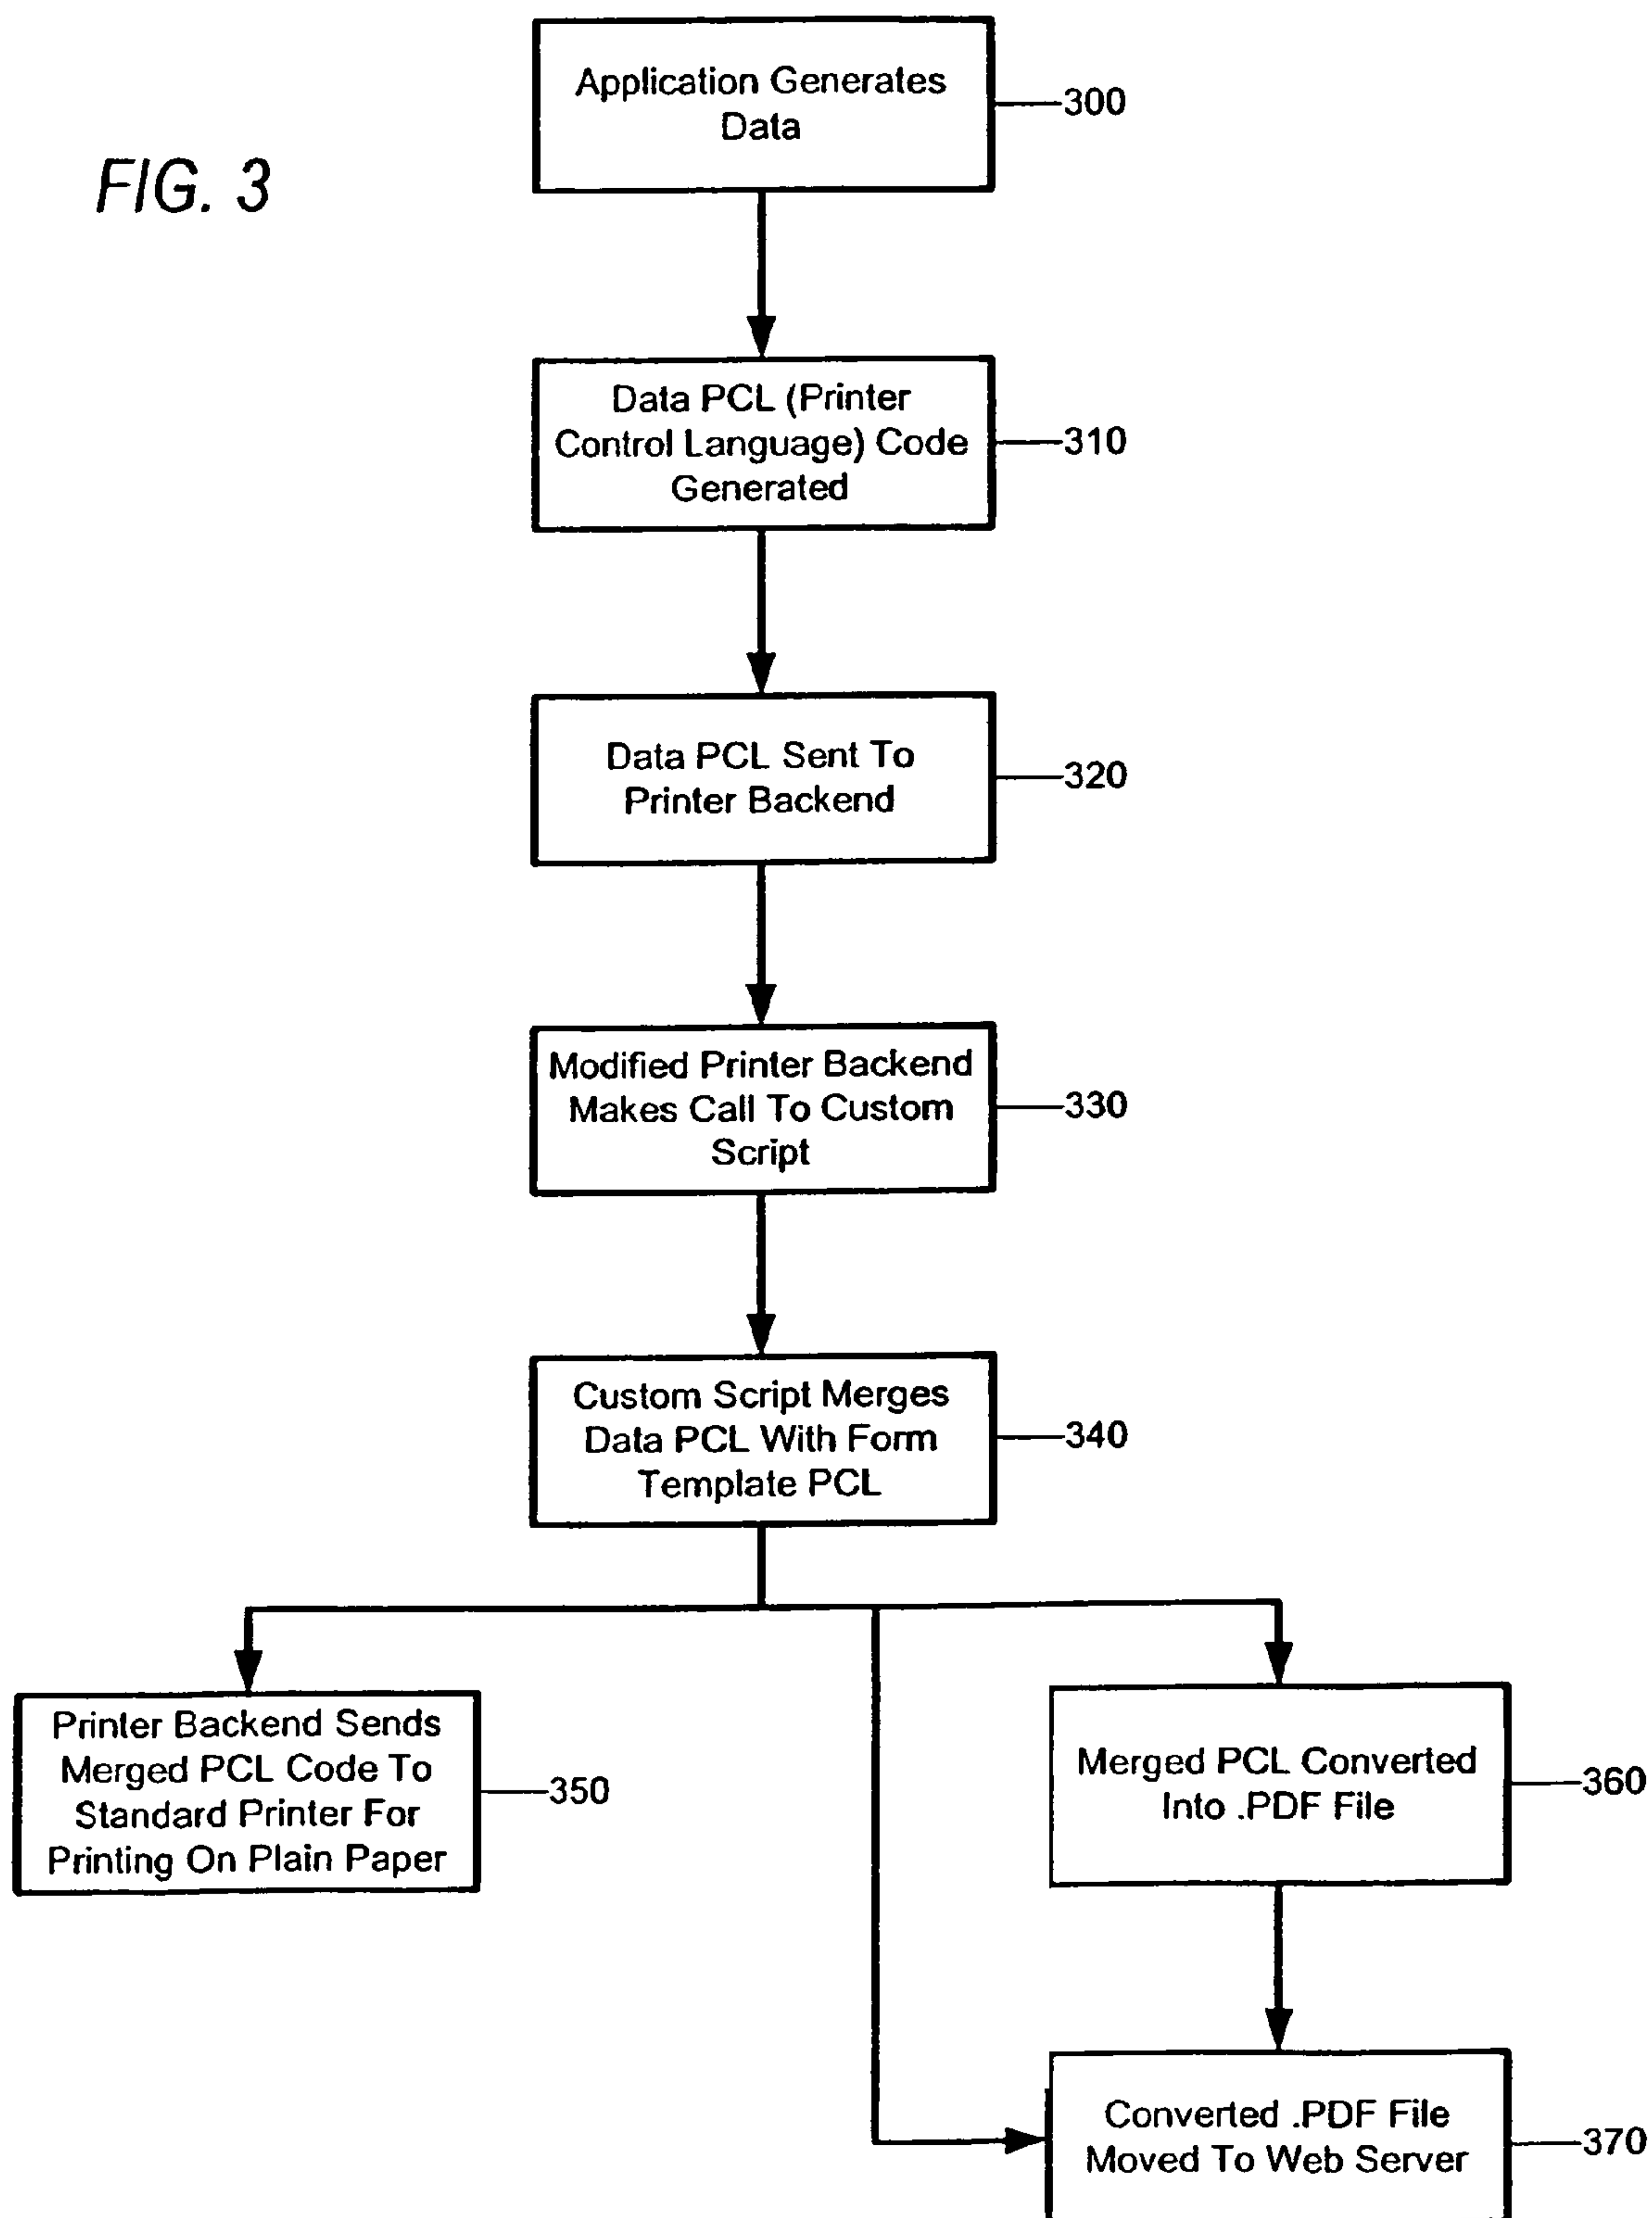 FIG. 3
Application Generates
Data
300
Data PCL (Printer
Control Language) Code
Generated
310
Data PCL Sent To
Printer Backend
320
Modified Printer Backend
Makes Call To Custom
Script
330
Custom Script Merges
Data PCL With Form
Template PCL
340
Printer Backend Sends
Merged PCL Code To
Standard Printer For
Printing On Plain Paper
350
Merged PCL Converted
Into .PDF File
360
Converted .PDF File
Moved To Web Server
370